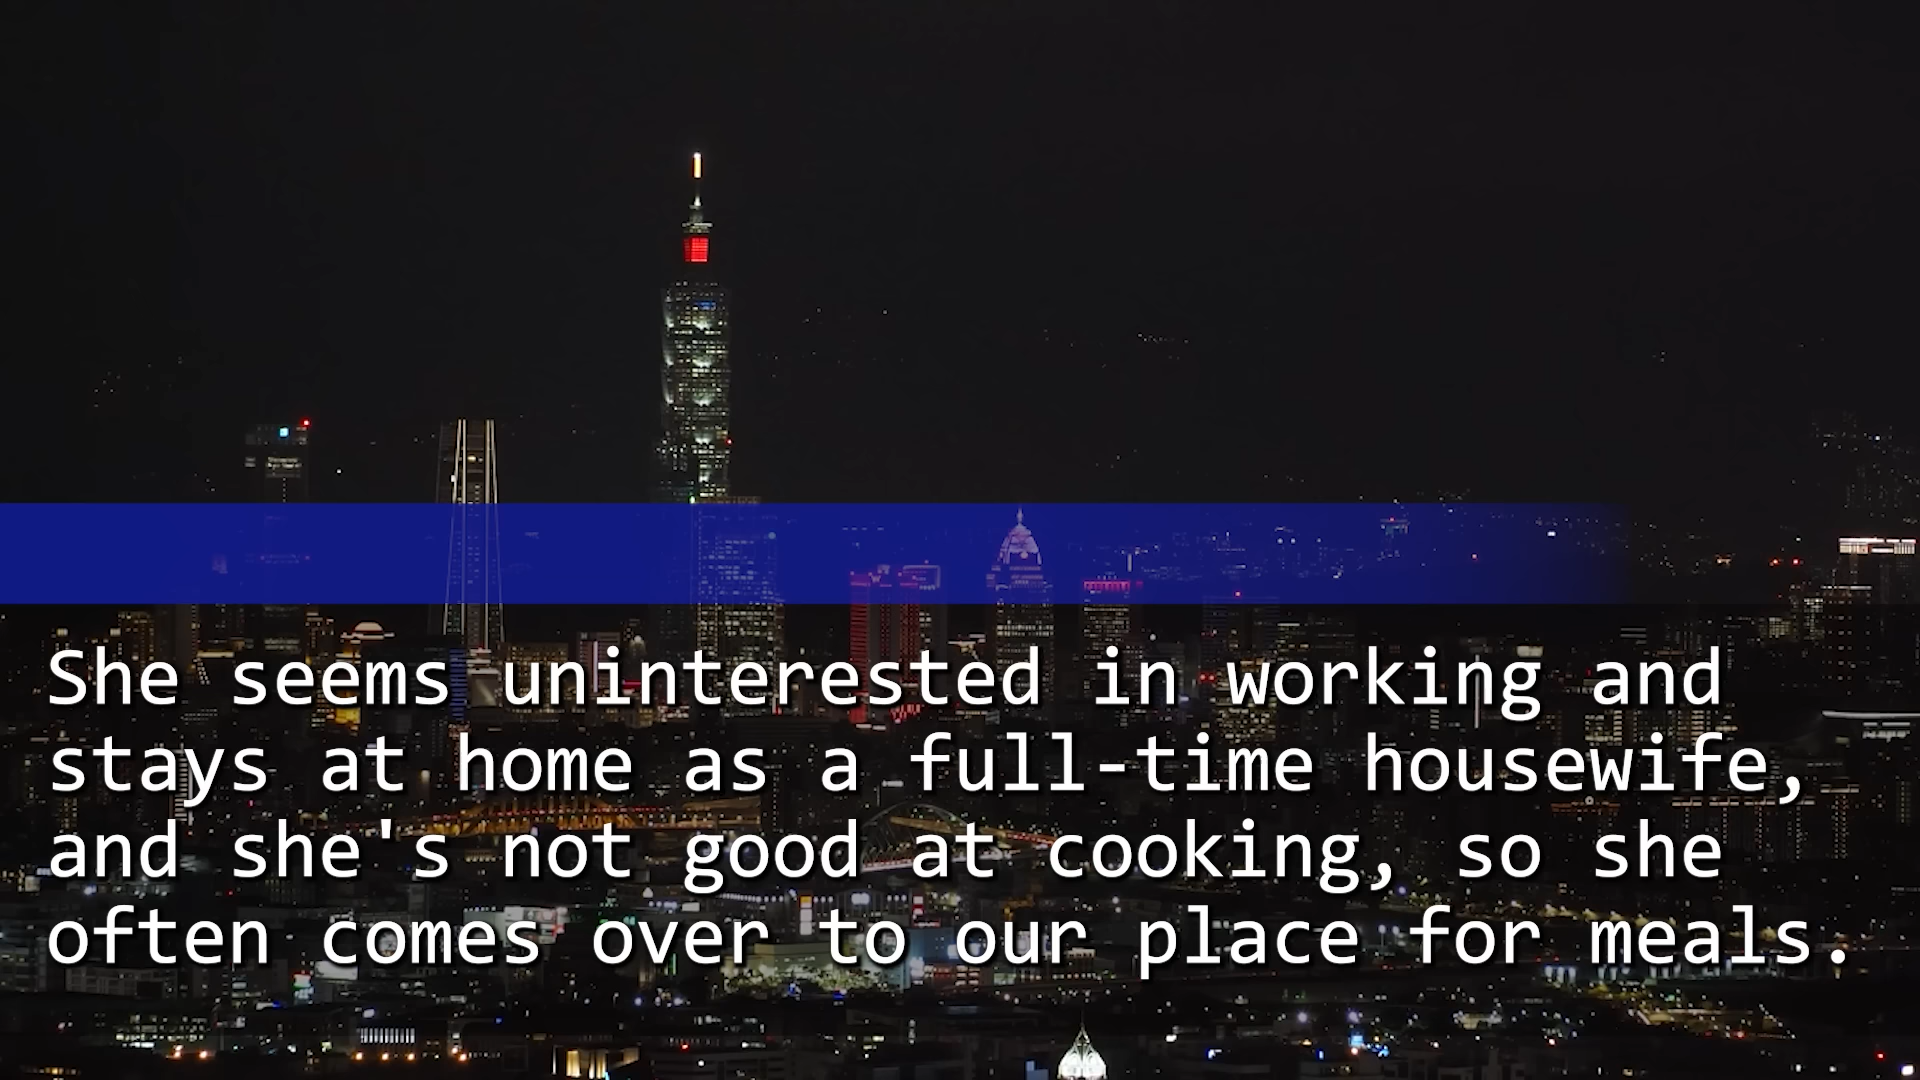 She seems uninterested in working and
stays at home as a full-time housewife,
and she's not good at cooking, so she
often comes over to our place for meals.